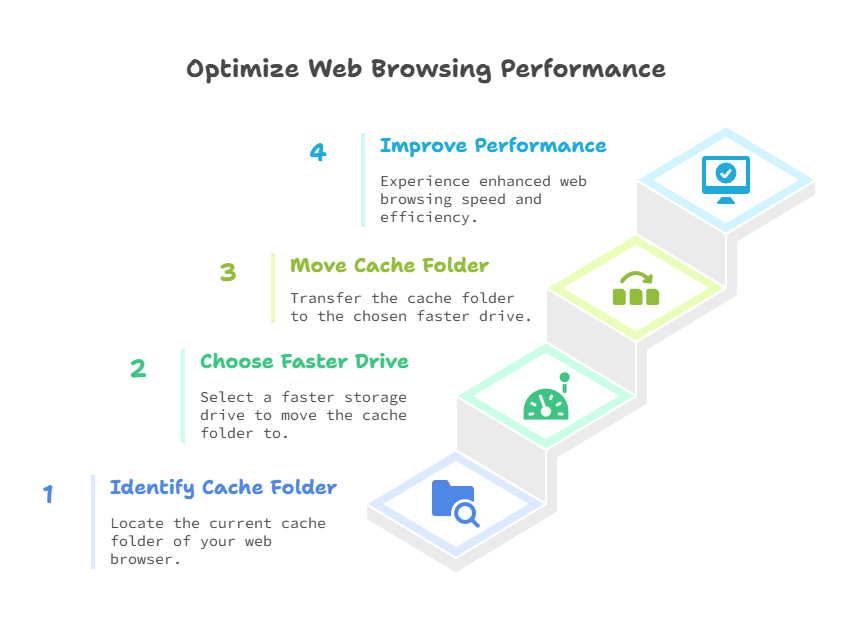 Optimize Web Browsing Performance
4
Improve Performance
Experience enhanced web
browsing speed and
efficiency.
3
Move Cache Folder
Transfer the cache folder
to the chosen faster drive.
2
Choose Faster Drive
Select a faster storage
drive to move the cache
folder to.
1
Identify Cache Folder
Locate the current cache
folder of your web
browser.